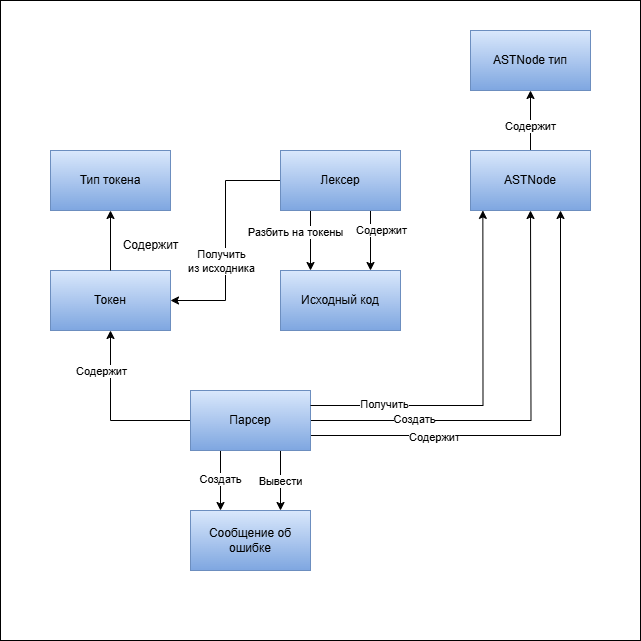 ASTNode тип
Содержит
Тип токена
Лексер
ASTNode
Содержит
Разбить на токены
Содержит
Получить
из исходника
Токен
Исходный код
Содержит
Парсер
Получить
Создать
Содержит
Создать
Вывести
Сообщение об
ошибке